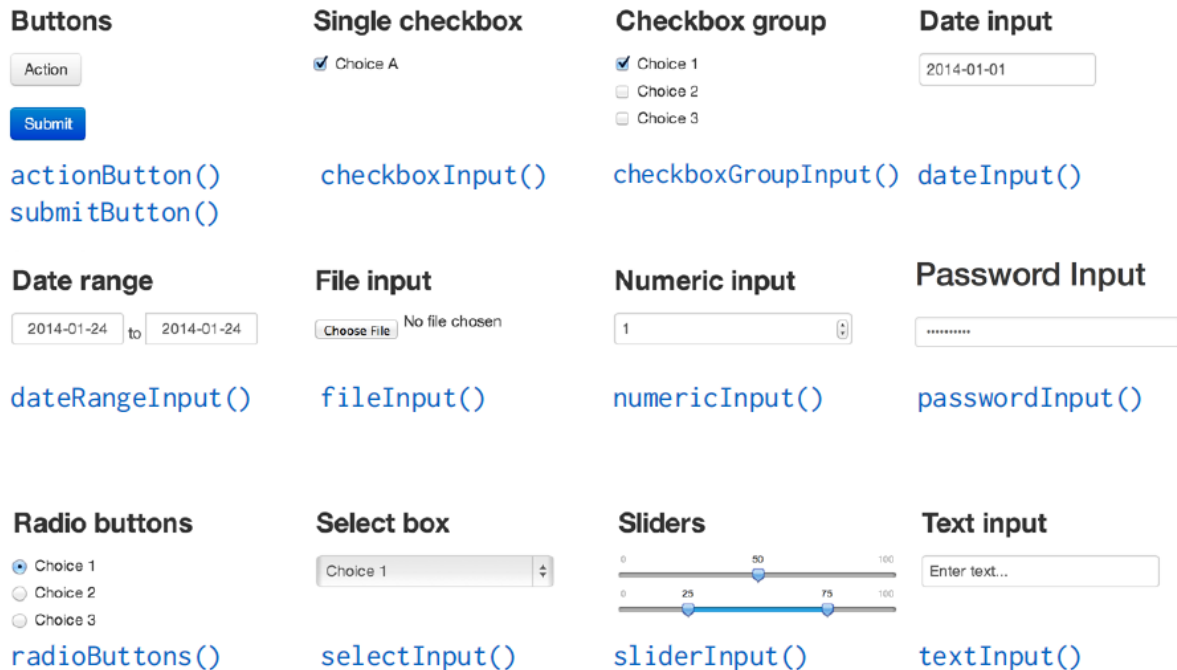 Buttons
Action
Submit
actionButton()
submitButton()
Single checkbox
Choice A
checkboxInput()
Checkbox group
Choice 1
Choice 2
Choice 3
checkboxGroupInput()
Date input
2014-01-01
dateInput()
Date range
2014-01-24 to 2014-01-24
dateRangeInput()
File input
Choose File No file chosen
fileInput()
Numeric input
1
numericInput()
Password Input
••••••••••
passwordInput()
Radio buttons
Choice 1
Choice 2
Choice 3
radioButtons()
Select box
Choice 1
selectInput()
Sliders
0 50 100
0 25 75 100
sliderInput()
Text input
Enter text...
textInput()